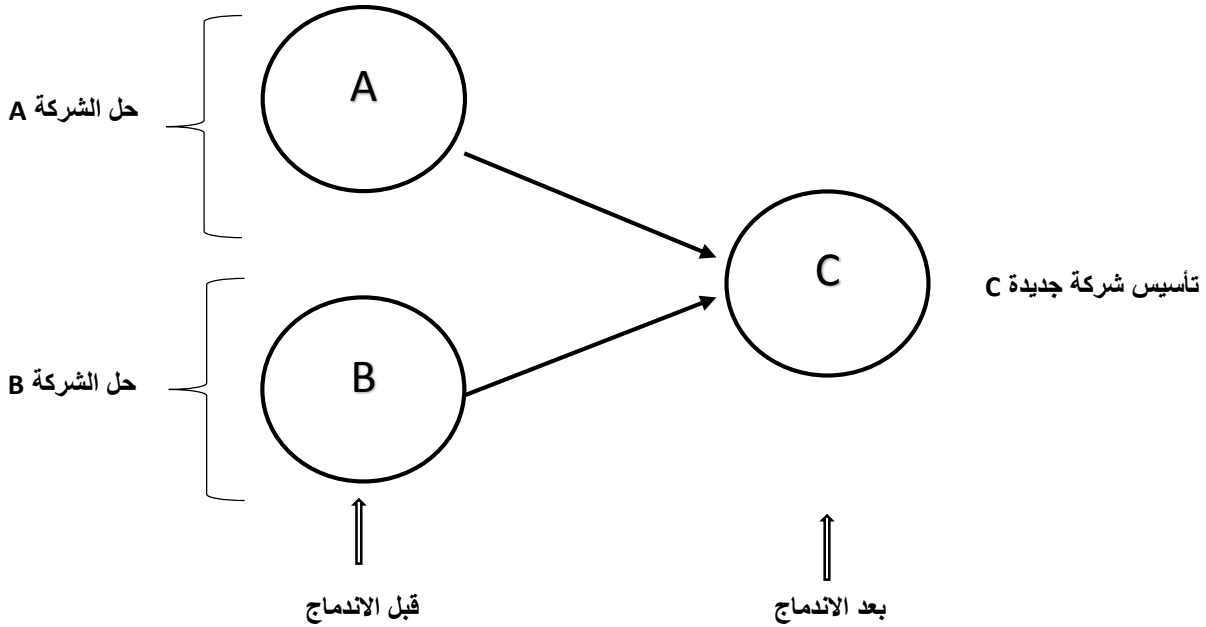 A
حل الشركة A
C
تأسيس شركة جديدة C
B
حل الشركة B
قبل الاندماج
بعد الاندماج